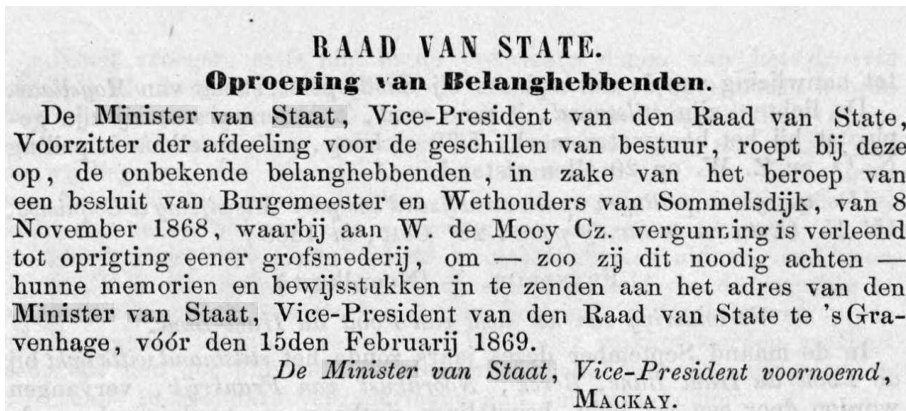 RAAD VAN STATE.
Oproeping van Belanghebbenden.
De Minister van Staat, Vice-President van den Raad van State,
Voorzitter der afdeeling voor de geschillen van bestuur, roept bij deze
op, de onbekende belanghebbenden, in zake van het beroep van
een besluit van Burgemeester en Wethouders van Sommelsdijk, van 8
November 1868, waarbij aan W. de Mooy Cz. vergunning is verleend
tot oprigting eener grofsmederij, om — zoo zij dit noodig achten —
hunne memorien en bewijsstukken in te zenden aan het adres van den
Minister van Staat, Vice-President van den Raad van State te 's Gra-
venhage, vóór den 15den Februarij 1869.
De Minister van Staat, Vice-President voornoemd,
MACKAY.